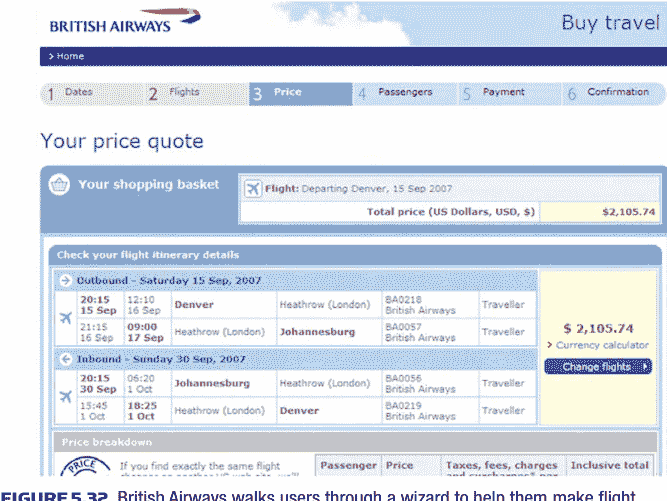 BRITISH AIRWAYS
Buy travel
> Home
1 Dates 2 Flights 3 Price 4 Passengers 5 Payment 6 Confirmation
Your price quote
Your shopping basket
Flight: Departing Denver, 15 Sep 2007
Total price (US Dollars, USD, $) $2,105.74
Check your flight itinerary details
Outbound - Saturday 15 Sep, 2007
20:15 12:10 Denver Heathrow (London) BA0218 Traveller
15 Sep 16 Sep British Airways
21:15 09:00 Heathrow (London) Johannesburg BA0057 Traveller
16 Sep 17 Sep British Airways
$ 2,105.74
> Currency calculator
Change flights
Inbound - Sunday 30 Sep, 2007
20:15 06:20 Johannesburg Heathrow (London) BA0056 Traveller
30 Sep 1 Oct British Airways
15:45 18:25 Heathrow (London) Denver BA0219 Traveller
1 Oct 1 Oct British Airways
Price breakdown
PRICE
If you find exactly the same flight
Passenger Price Taxes, fees, charges Inclusive total
FIGURE 5.32 British Airways walks users through a wizard to help them make flight